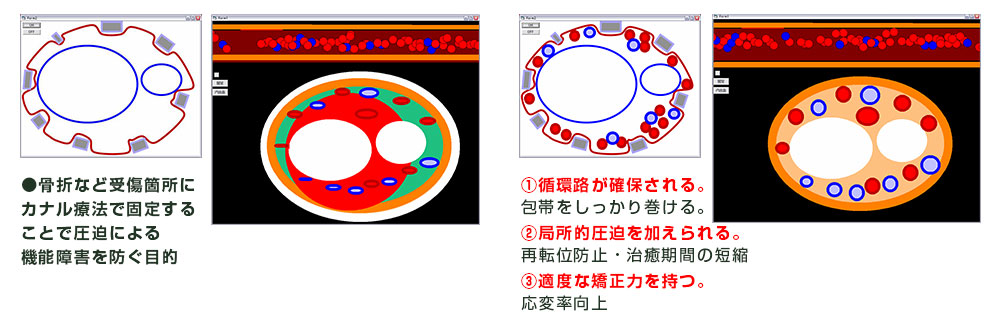 ●骨折など受傷箇所に
カナル療法で固定する
ことで圧迫による
機能障害を防ぐ目的
①循環路が確保される。
包帯をしっかり巻ける。
②局所的圧迫を加えられる。
再転位防止・治癒期間の短縮
③適度な矯正力を持つ。
応変率向上